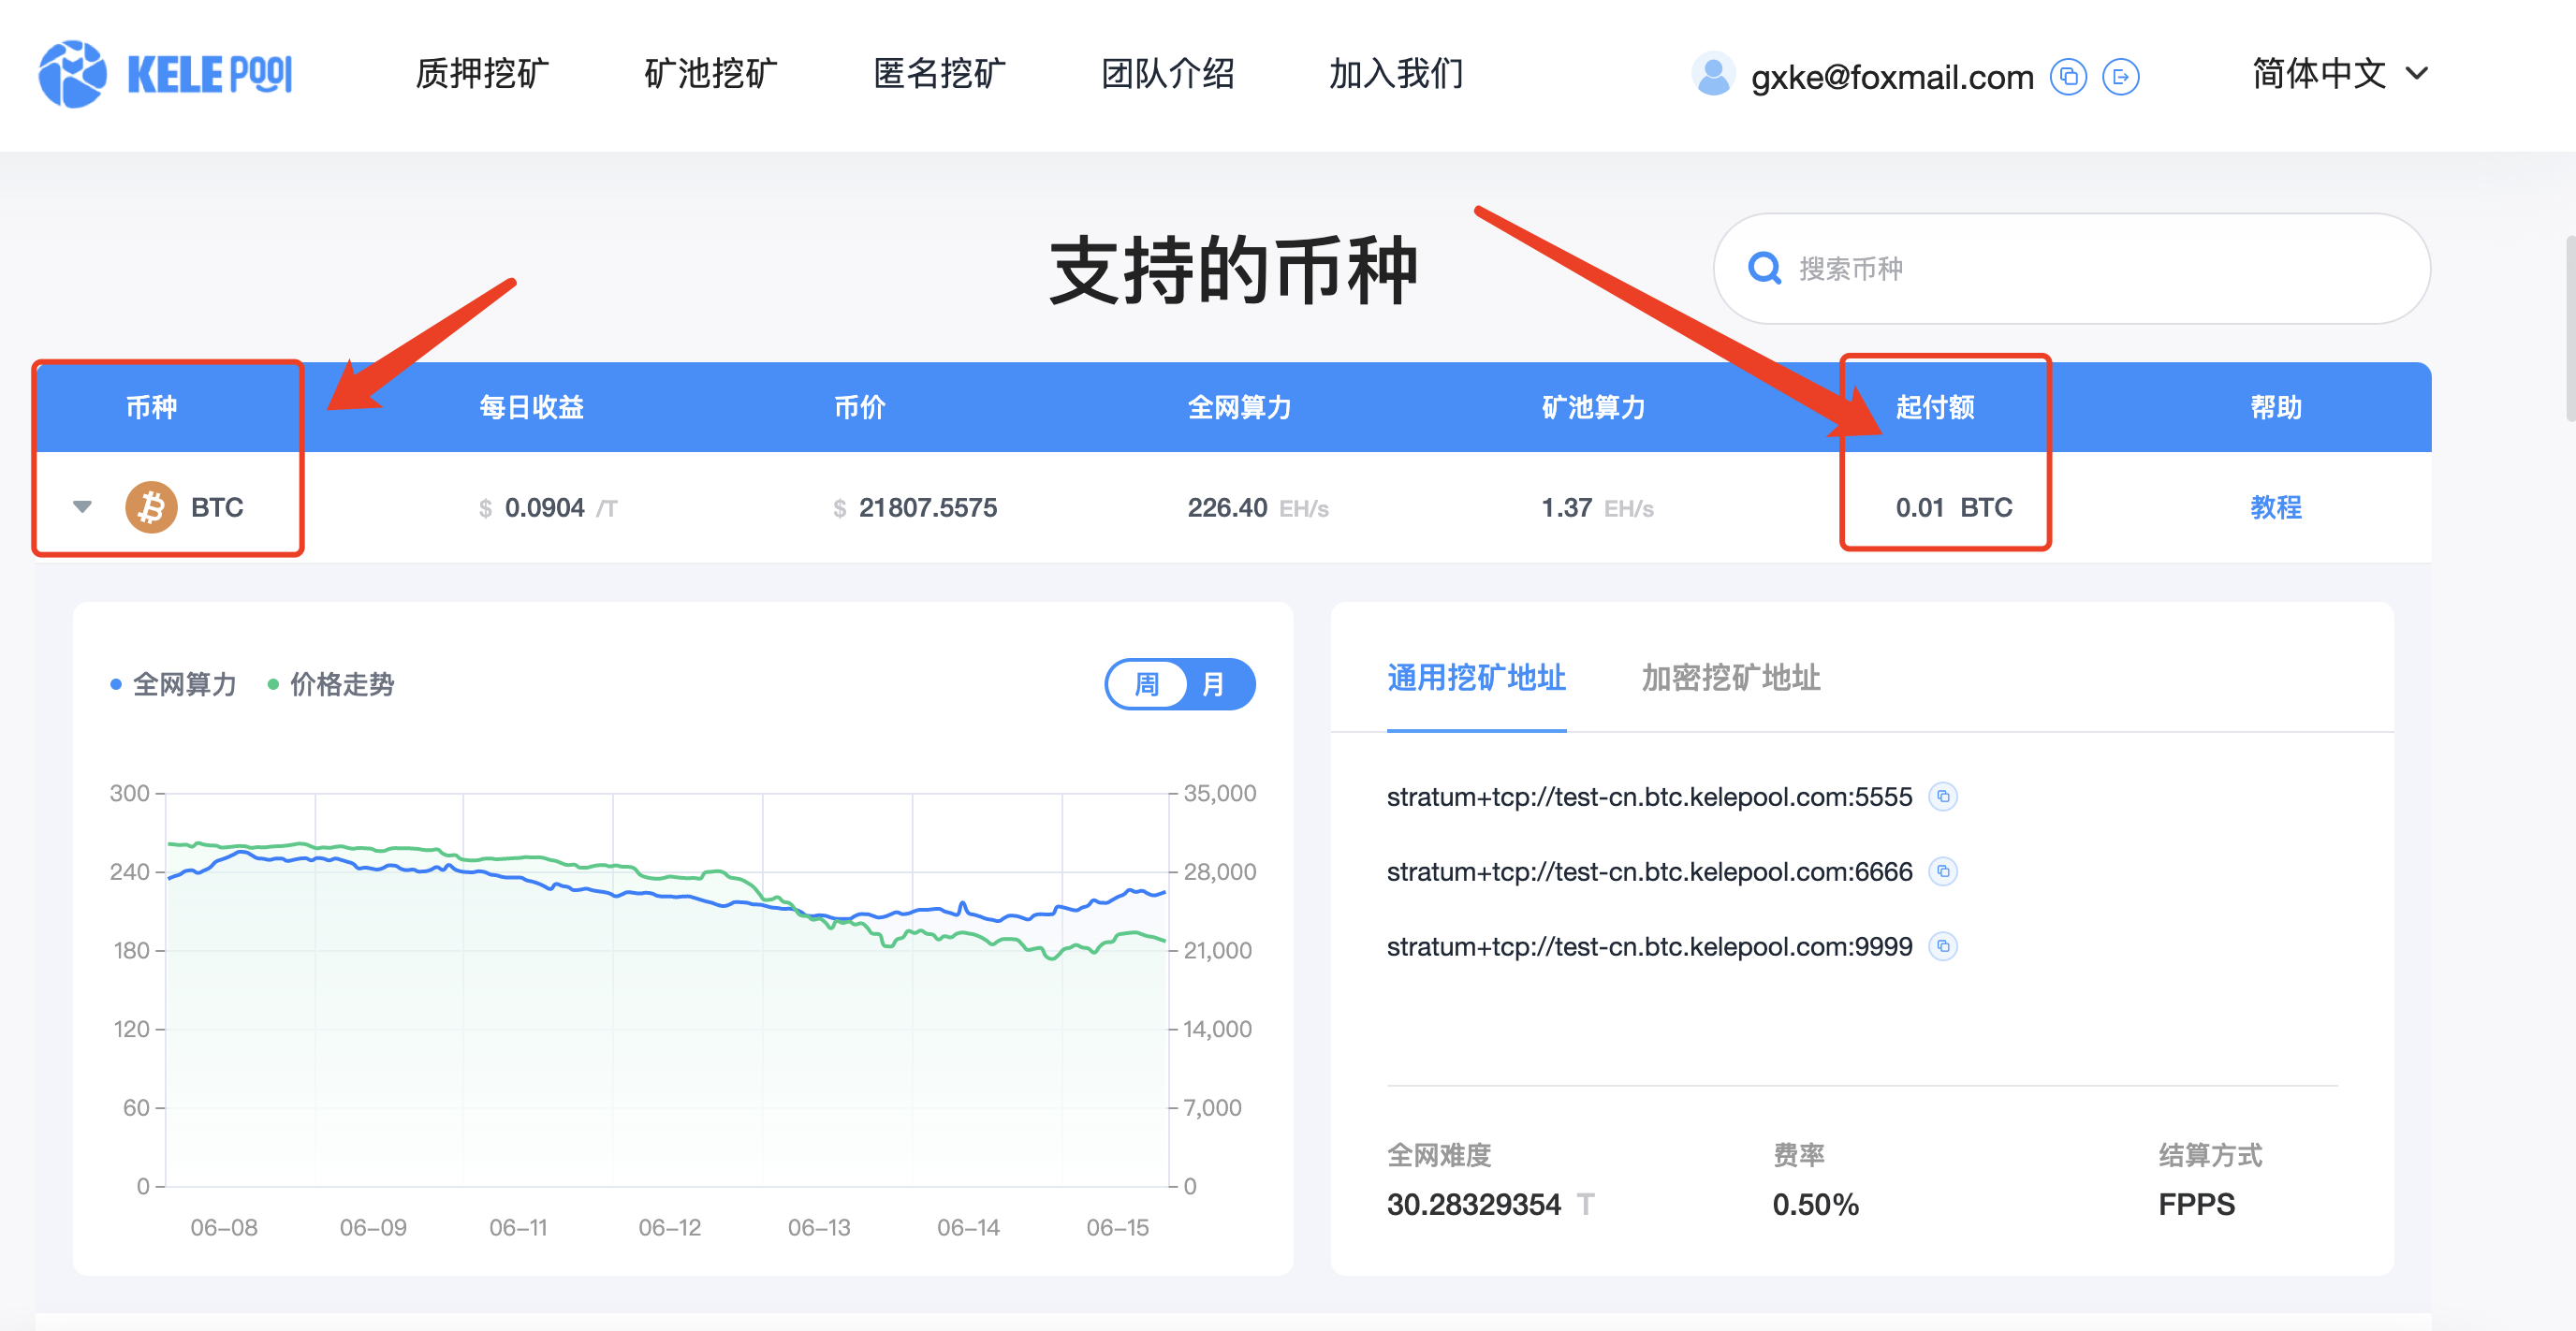 KELE POOL 质押挖矿 矿池挖矿 匿名挖矿 团队介绍 加入我们 gxke@foxmail.com 简体中文
支持的币种
搜索币种
币种 每日收益 币价 全网算力 矿池算力 起付额 帮助
BTC $ 0.0904 /T $ 21807.5575 226.40 EH/s 1.37 EH/s 0.01 BTC 教程
全网算力 价格走势 周 月
300 35,000
240 28,000
180 21,000
120 14,000
60 7,000
0 0
06-08 06-09 06-11 06-12 06-13 06-14 06-15
通用挖矿地址 加密挖矿地址
stratum+tcp://test-cn.btc.kelepool.com:5555
stratum+tcp://test-cn.btc.kelepool.com:6666
stratum+tcp://test-cn.btc.kelepool.com:9999
全网难度 费率 结算方式
30.28329354 T 0.50% FPPS